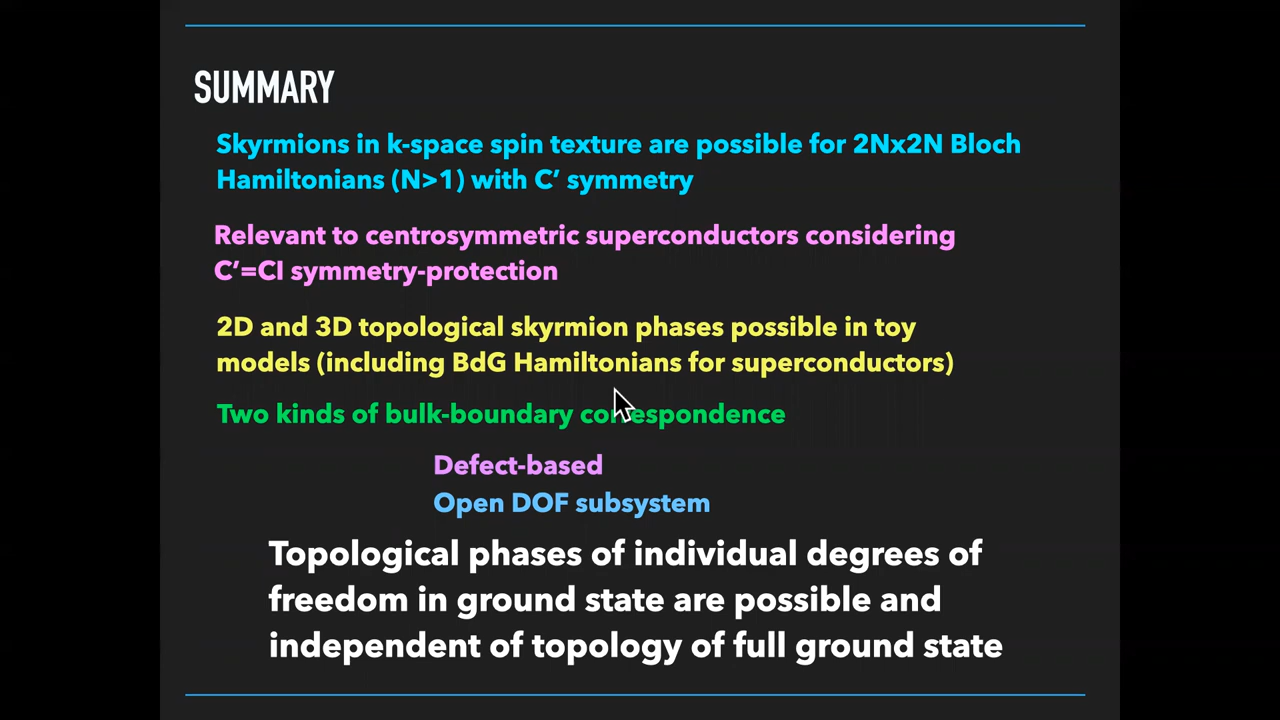 SUMMARY
Skyrmions in k-space spin texture are possible for 2Nx2N Bloch
Hamiltonians (N>1) with C’ symmetry
Relevant to centrosymmetric superconductors considering
C’=CI symmetry-protection
2D and 3D topological skyrmion phases possible in toy
models (including BdG Hamiltonians for superconductors)
Two kinds of bulk-boundary correspondence
Defect-based
Open DOF subsystem
Topological phases of individual degrees of
freedom in ground state are possible and
independent of topology of full ground state